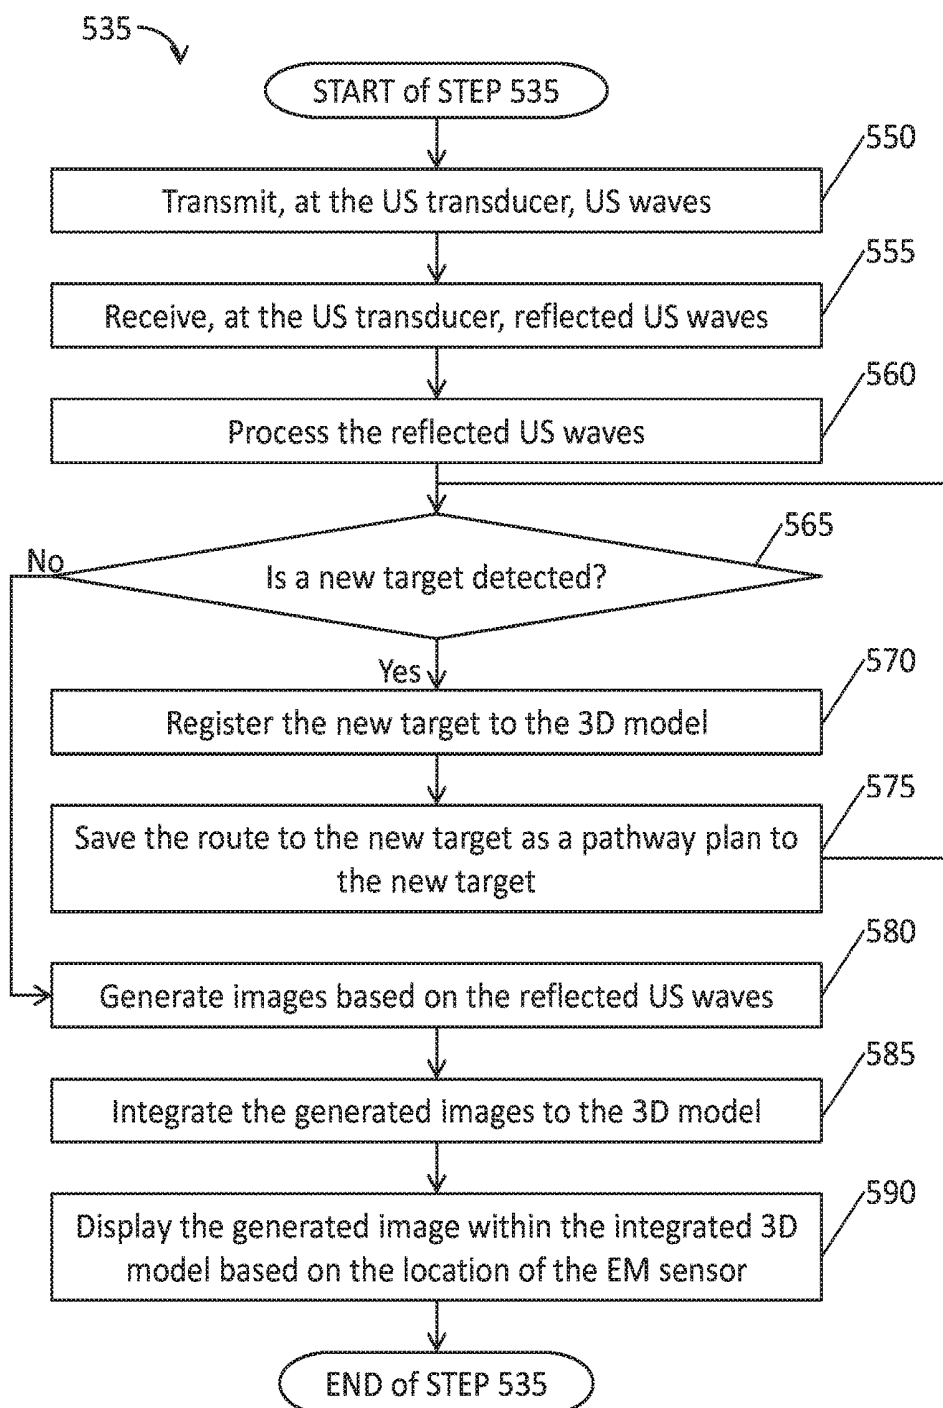 535
START of STEP 535
550
Transmit, at the US transducer, US waves
555
Receive, at the US transducer, reflected US waves
560
Process the reflected US waves
565
No
Is a new target detected?
Yes
570
Register the new target to the 3D model
575
Save the route to the new target as a pathway plan to
the new target
580
Generate images based on the reflected US waves
585
Integrate the generated images to the 3D model
590
Display the generated image within the integrated 3D
model based on the location of the EM sensor
END of STEP 535